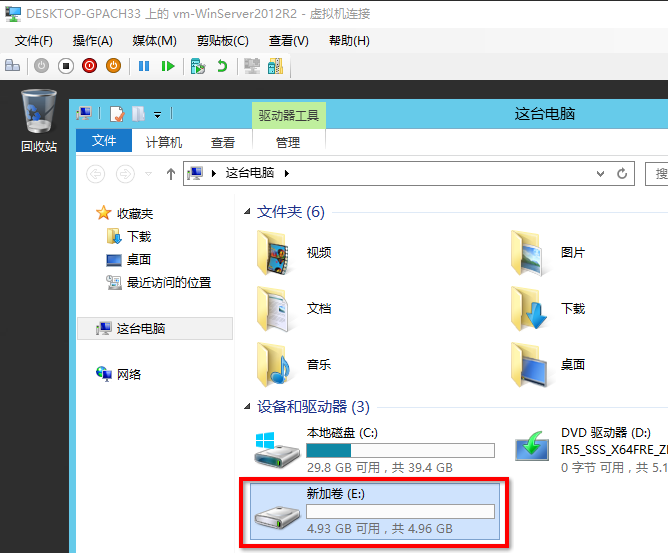 DESKTOP-GPACH33 上的 vm-WinServer2012R2 - 虚拟机连接
文件(F) 操作(A) 媒体(M) 剪贴板(C) 查看(V) 帮助(H)
回收站
驱动器工具 这台电脑
文件 计算机 查看 管理
这台电脑
收藏夹
下载
桌面
最近访问的位置
这台电脑
网络
文件夹 (6)
视频 图片
文档 下载
音乐 桌面
设备和驱动器 (3)
本地磁盘 (C:)
29.8 GB 可用，共 39.4 GB
DVD 驱动器 (D:)
IR5_SSS_X64FRE_Z
0 字节 可用，共 5.1
新加卷 (E:)
4.93 GB 可用，共 4.96 GB